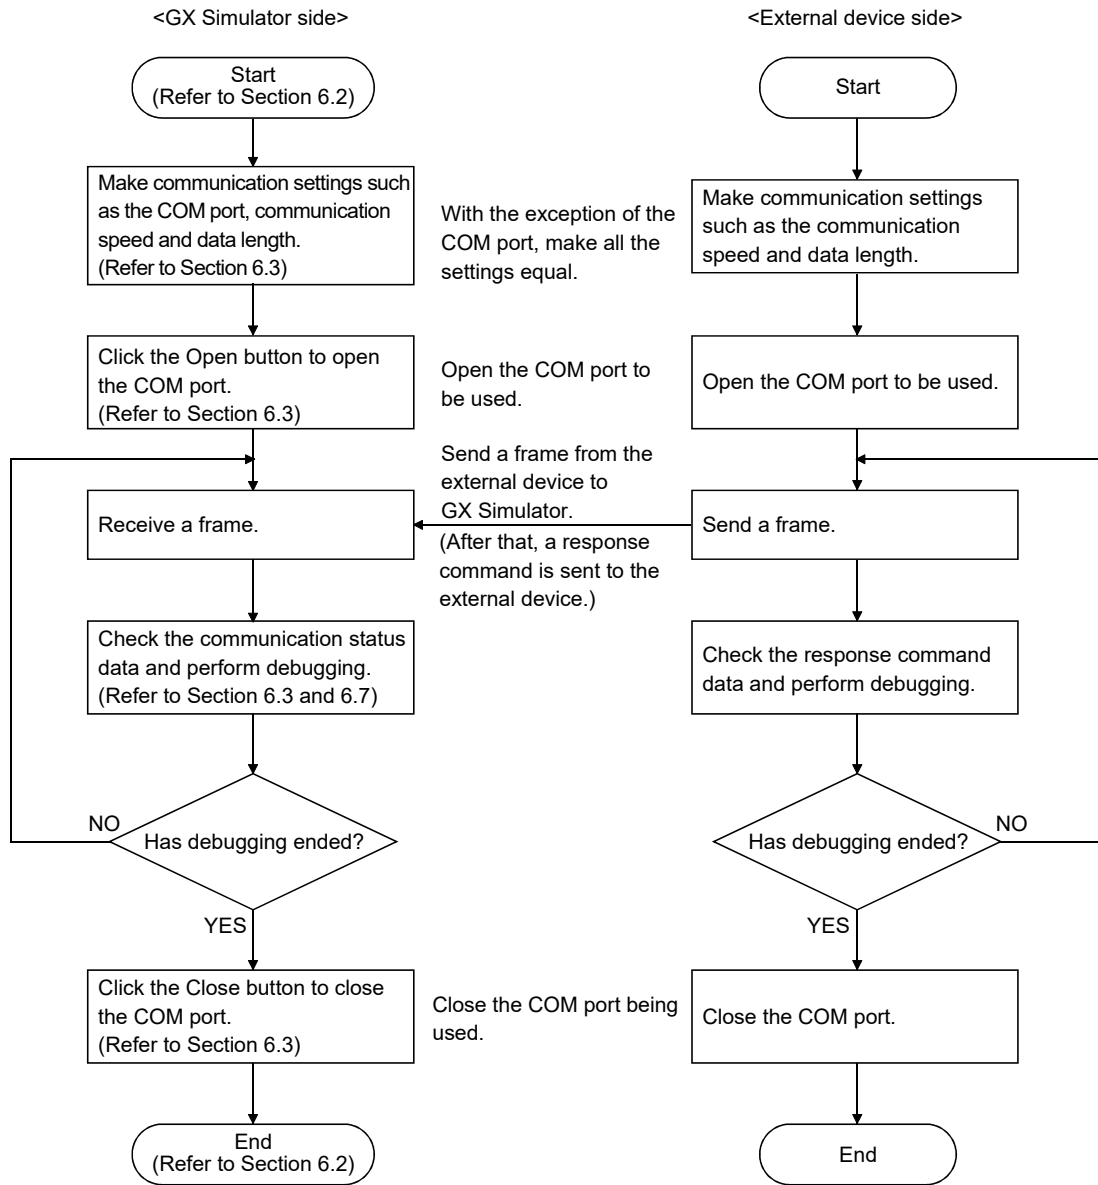 <GX Simulator side>
<External device side>
Start
(Refer to Section 6.2)
Start
Make communication settings such
as the COM port, communication
speed and data length.
(Refer to Section 6.3)
With the exception of the
COM port, make all the
settings equal.
Make communication settings
such as the communication
speed and data length.
Click the Open button to open
the COM port.
(Refer to Section 6.3)
Open the COM port to
be used.
Open the COM port to be used.
Send a frame from the
external device to
GX Simulator.
(After that, a response
command is sent to the
external device.)
Receive a frame.
Send a frame.
Check the communication status
data and perform debugging.
(Refer to Section 6.3 and 6.7)
Check the response command
data and perform debugging.
NO
Has debugging ended?
YES
Has debugging ended?
NO
YES
Click the Close button to close
the COM port.
(Refer to Section 6.3)
Close the COM port being
used.
Close the COM port.
End
(Refer to Section 6.2)
End